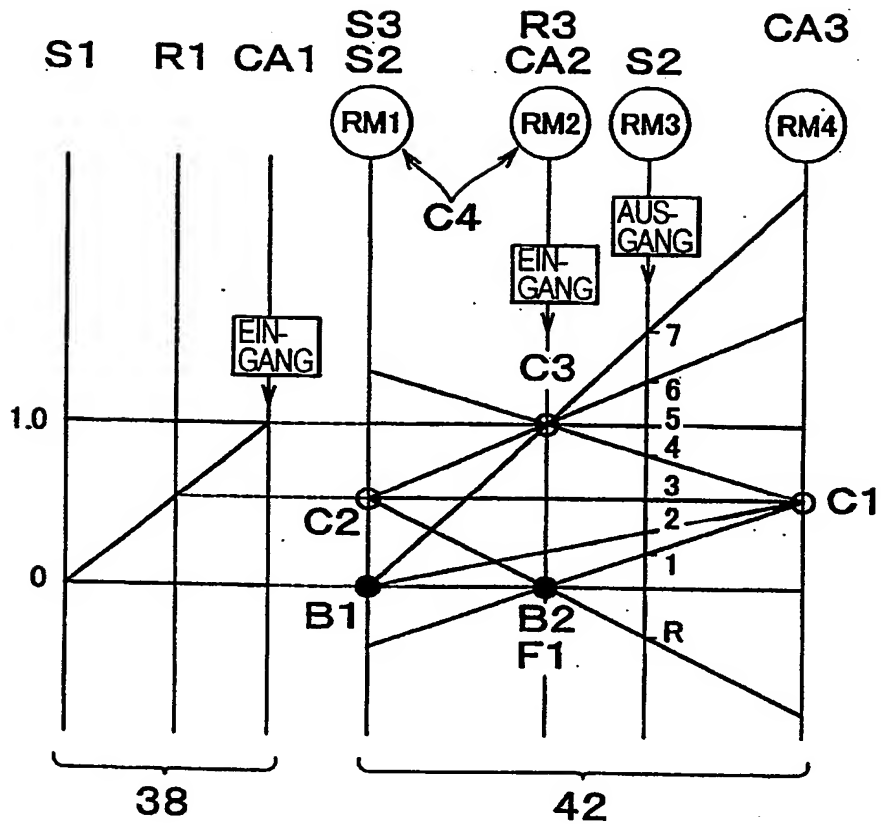 S3 R3 CA3
S1 R1 CA1 S2 CA2 S2
RM1 RM2 RM3 RM4
C4
AUS-
GANG
EIN-
GANG
EIN-
GANG
7
C3
6
1.0
5
4
C2
3
C1
2
1
0
B1
B2
F1
R
38
42